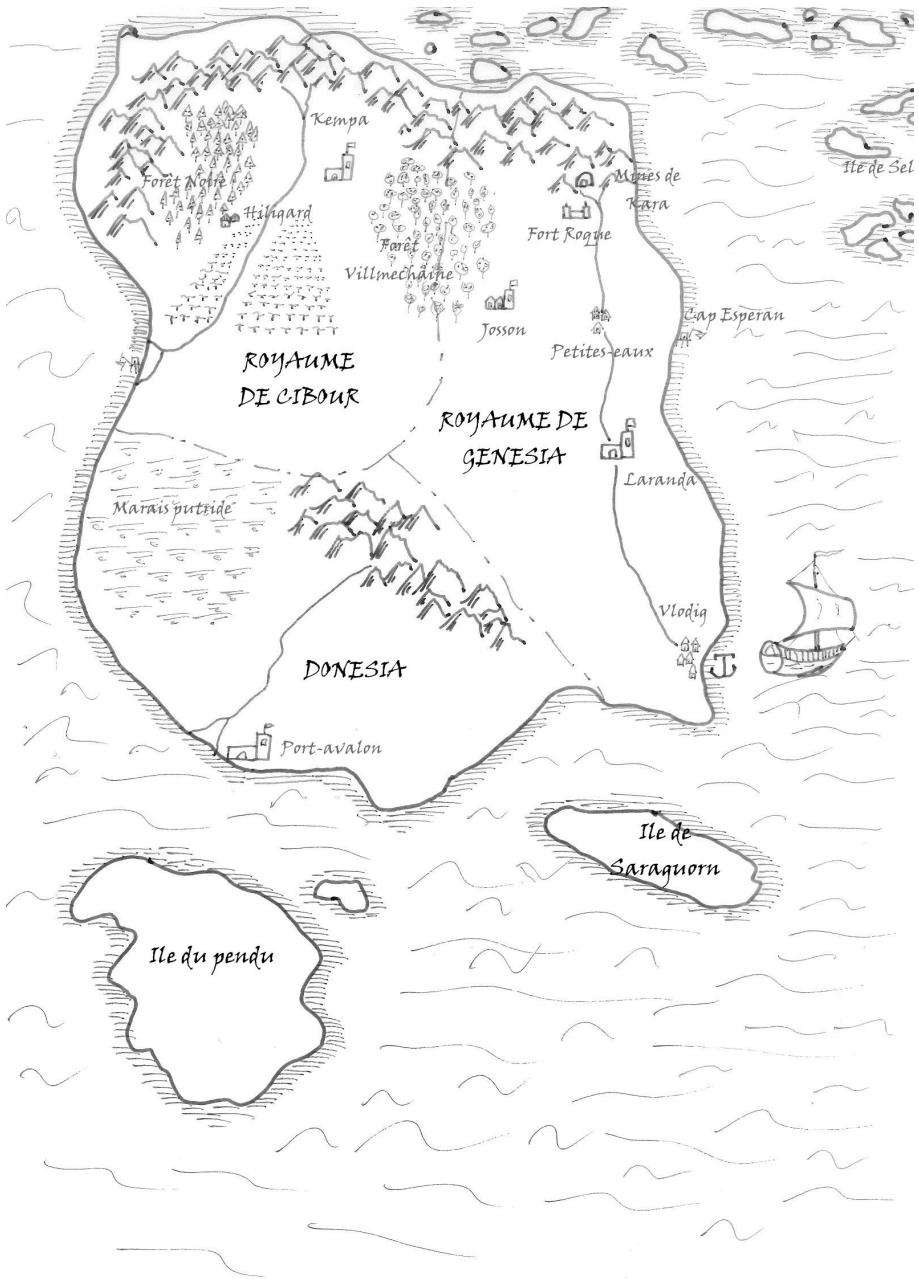 Kempa
Ile de Sel
Forêt Noire
Mines de
Kara
Hiligard
Fort Roque
Forêt
Villmechaine
Josson
Cap Esperan
Petites-eaux
ROYAUME
DE CIBOUR
ROYAUME DE
GENESIA
Laranda
Marais putride
Vlodig
DONESIA
Port-avalon
Ile de
Saraguorn
Ile du pendu